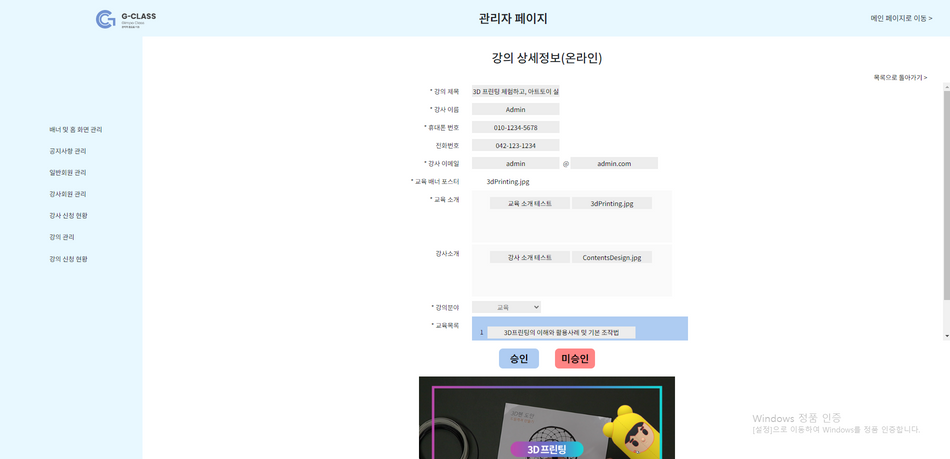 G-CLASS
관리자 페이지
메인 페이지로 이동 >
강의 상세정보(온라인)
목록으로 돌아가기 >
배너 및 홈 화면 관리
공지사항 관리
일반회원 관리
강사회원 관리
강사 신청 현황
강의 관리
강의 신청 현황
* 강의 제목 3D 프린팅 체험하고, 아트토이 실
* 강사 이름 Admin
* 휴대폰 번호 010-1234-5678
전화번호 042-123-1234
* 강사 이메일 admin @ admin.com
* 교육 배너 포스터 3dPrinting.jpg
* 교육 소개 교육 소개 테스트 3dPrinting.jpg
강사소개 강사 소개 테스트 ContentsDesign.jpg
* 강의분야 교육
* 교육목록
1 3D프린팅의 이해와 활용사례 및 기본 조작법
승인 미승인
3D 프린팅
Windows 정품 인증
[설정]으로 이동하여 Windows를 정품 인증합니다.